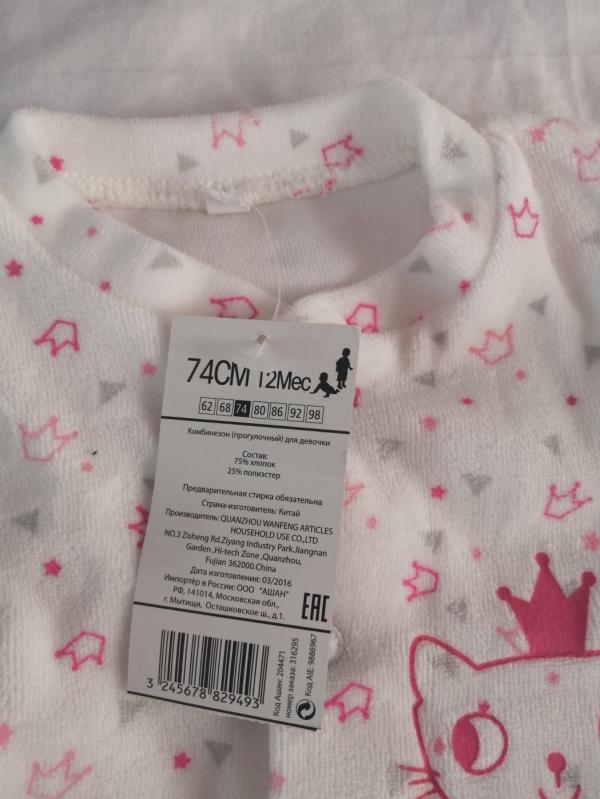 74СМ 12Мес
62 68 74 80 86 92 98
Комбинезон (прогулочный) для девочки
Состав:
75% хлопок
25% полиэстер
Предварительная стирка обязательна
Страна-изготовитель: Китай
Производитель: QUANZHOU WANFENG ARTICLES
HOUSEHOLD USE CO.,LTD
NO.3 Zisheng Rd.Ziyang Industry Park.Jiangnan
Garden ,Hi-tech Zone ,Quanzhou,
Fujian 362000.China
Дата изготовления: 03/2016
Импортёр в России: ООО "АШАН"
РФ, 141014, Московская обл.,
г. Мытищи, Осташковское ш., д.1.
EAC
3 245678 829493
Код Ашан: 204471
номер заказа: 316295
Код AIE: 9886967